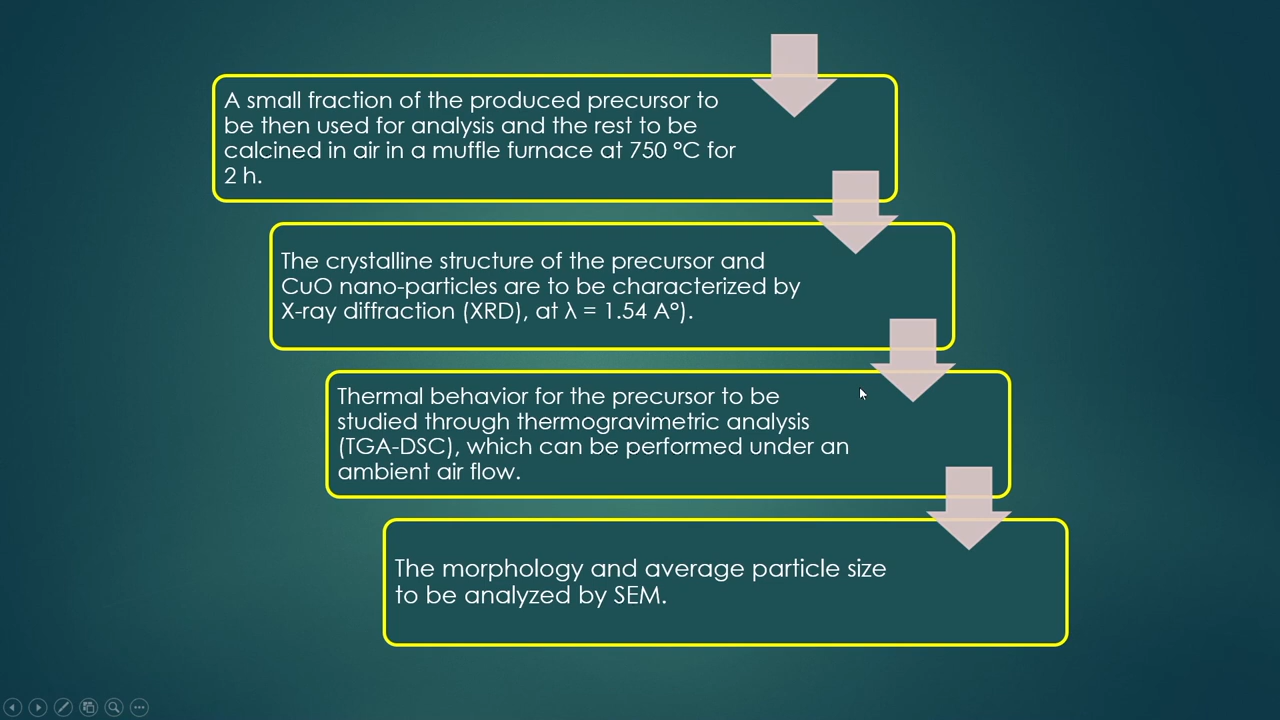 A small fraction of the produced precursor to
be then used for analysis and the rest to be
calcined in air in a muffle furnace at 750 °C for
2 h.
The crystalline structure of the precursor and
CuO nano-particles are to be characterized by
X-ray diffraction (XRD), at λ = 1.54 A°).
Thermal behavior for the precursor to be
studied through thermogravimetric analysis
(TGA-DSC), which can be performed under an
ambient air flow.
The morphology and average particle size
to be analyzed by SEM.